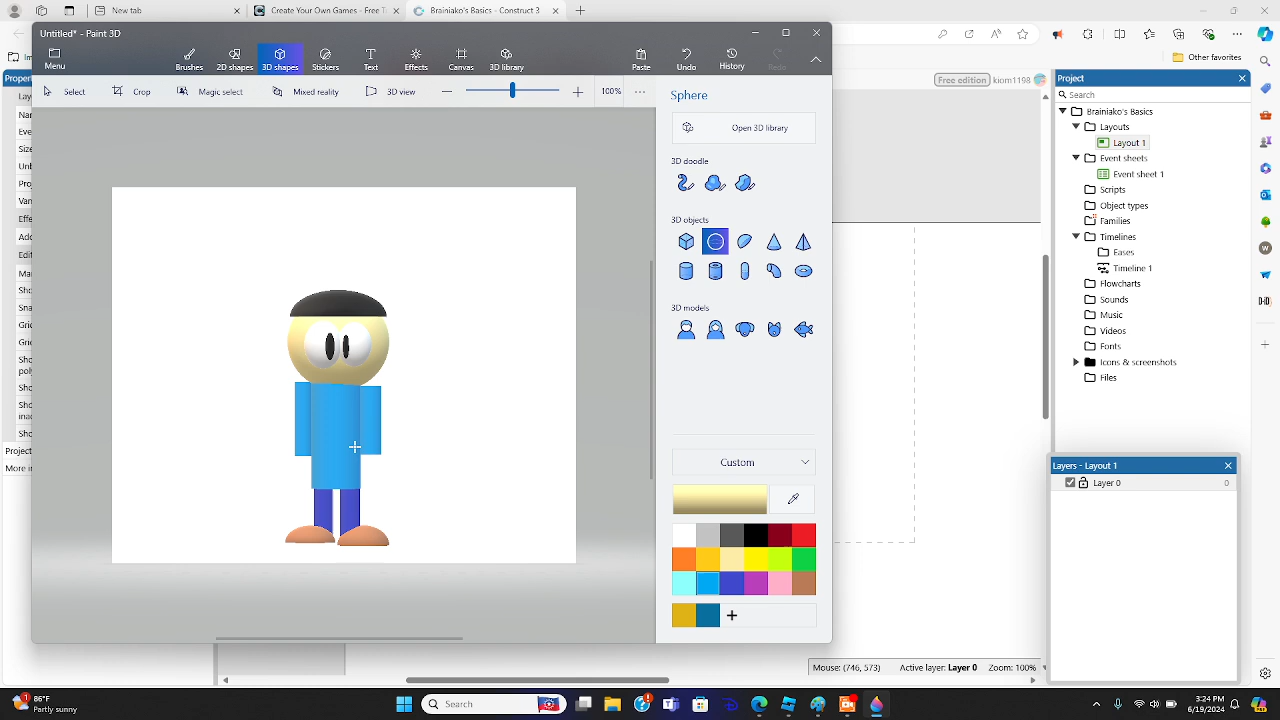 New tab
Create Your Own Games - Free Tu
Brainiako's Basics - Construct 3
Untitled* - Paint 3D
Menu
Brushes
2D shapes
3D shapes
Stickers
Text
Effects
Canvas
3D library
Paste
Undo
History
Redo
Select
Crop
Magic select
Mixed reality
3D view
100%
Other favorites
Free edition
kiom1198
Sphere
Open 3D library
3D doodle
3D objects
3D models
Custom
Project
Search
Brainiako's Basics
Layouts
Layout 1
Event sheets
Event sheet 1
Scripts
Object types
Families
Timelines
Eases
Timeline 1
Flowcharts
Sounds
Music
Videos
Fonts
Icons & screenshots
Files
Layers - Layout 1
Layer 0
0
Mouse: (746, 573)
Active layer: Layer 0
Zoom: 100%
86°F
Partly sunny
Search
3:24 PM
6/19/2024